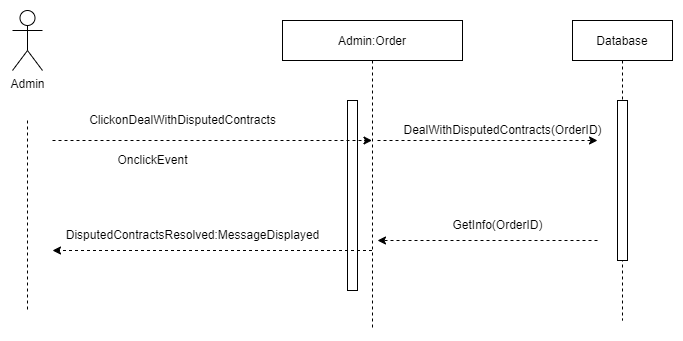 Admin:Order
Database
Admin
ClickonDealWithDisputedContracts
DealWithDisputedContracts(OrderID)
OnclickEvent
GetInfo(OrderID)
DisputedContractsResolved:MessageDisplayed